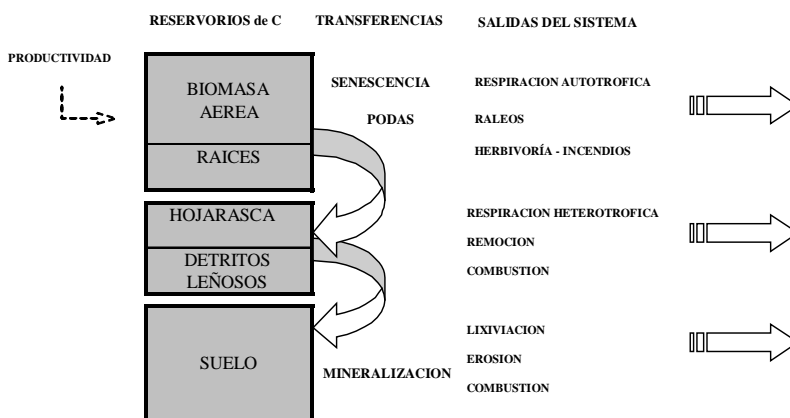 RESERVORIOS de C
TRANSFERENCIAS
SALIDAS DEL SISTEMA
PRODUCTIVIDAD
BIOMASA
AEREA
RAICES
SENESCENCIA
PODAS
RESPIRACION AUTOTROFICA
RALEOS
HERBIVORÍA - INCENDIOS
HOJARASCA
DETRITOS
LEÑOSOS
RESPIRACION HETEROTROFICA
REMOCION
COMBUSTION
SUELO
MINERALIZACION
LIXIVIACION
EROSION
COMBUSTION